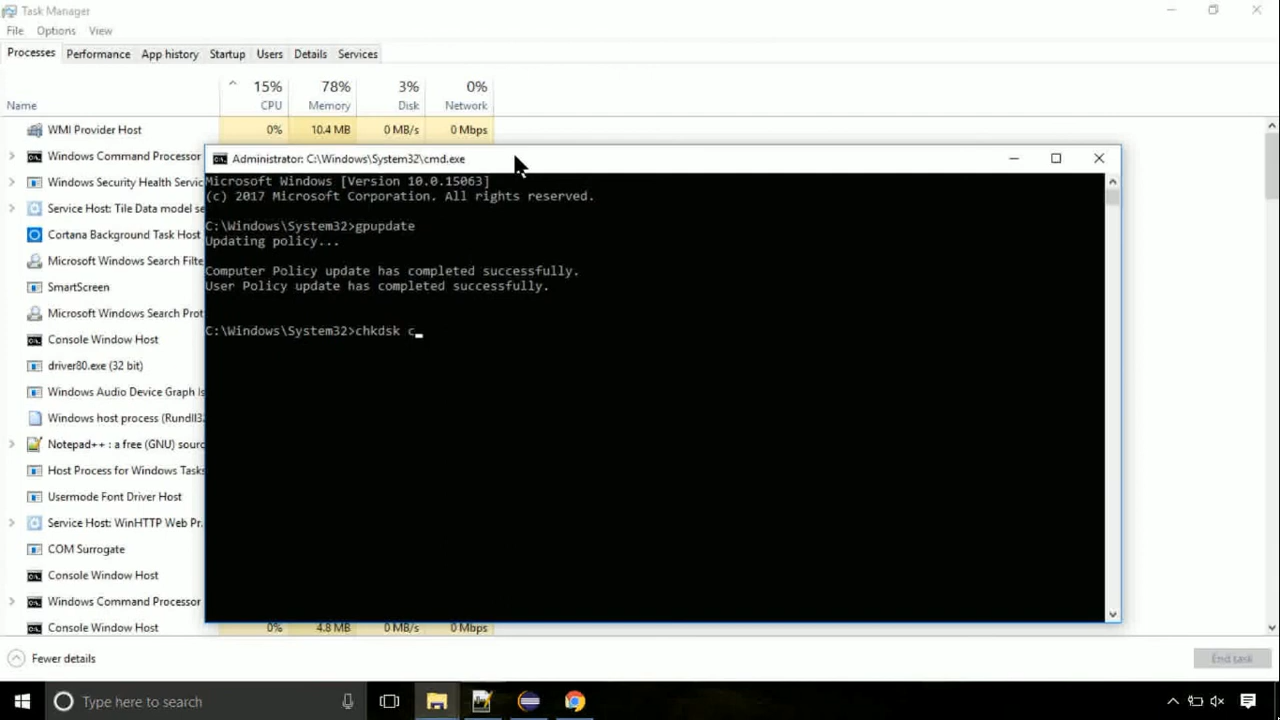 Task Manager
File Options View
Processes Performance App history Startup Users Details Services
15% 78% 3% 0%
Name CPU Memory Disk Network
WMI Provider Host 0% 10.4 MB 0 MB/s 0 Mbps
Windows Command Processor
Windows Security Health Servic
Service Host: Tile Data model se
Cortana Background Task Host
Microsoft Windows Search Filte
SmartScreen
Microsoft Windows Search Prot
Console Window Host
driver80.exe (32 bit)
Windows Audio Device Graph Is
Windows host process (Rundll32
Notepad++ : a free (GNU) sourc
Host Process for Windows Tasks
Usermode Font Driver Host
Service Host: WinHTTP Web Pr.
COM Surrogate
Console Window Host
Windows Command Processor
Console Window Host 0% 4.8 MB 0 MB/s 0 Mbps
Administrator: C:\Windows\System32\cmd.exe
Microsoft Windows [Version 10.0.15063]
(c) 2017 Microsoft Corporation. All rights reserved.
C:\Windows\System32>gpupdate
Updating policy...
Computer Policy update has completed successfully.
User Policy update has completed successfully.
C:\Windows\System32>chkdsk c
Fewer details
End task
Type here to search